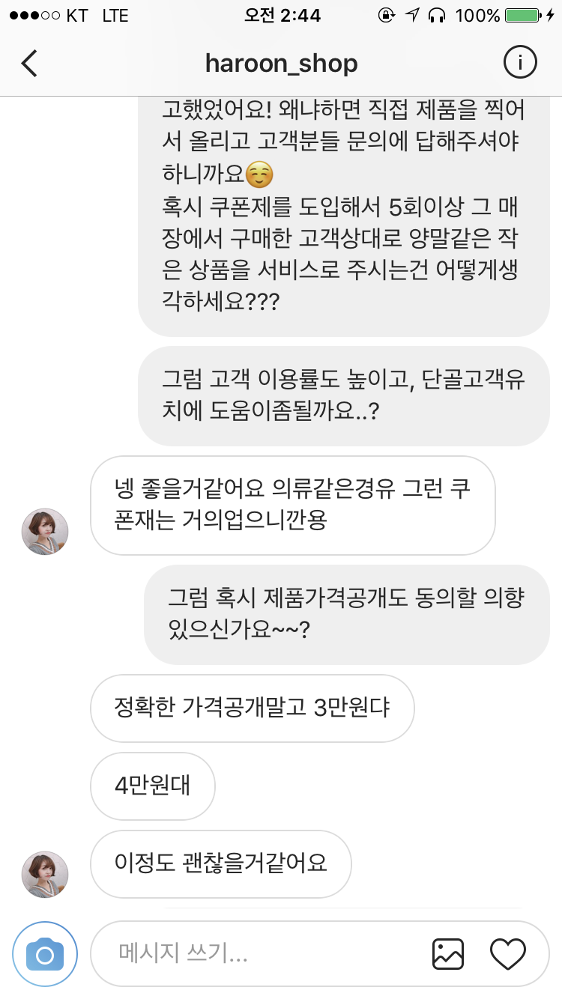 KT LTE 오전 2:44 100%
haroon_shop
고했었어요! 왜냐하면 직접 제품을 찍어
서 올리고 고객분들 문의에 답해주셔야
하니까요☺️
혹시 쿠폰제를 도입해서 5회이상 그 매
장에서 구매한 고객상대로 양말같은 작
은 상품을 서비스로 주시는건 어떻게생
각하세요???
그럼 고객 이용률도 높이고, 단골고객유
치에 도움이좀될까요..?
넹 좋을거같어요 의류같은경유 그런 쿠
폰재는 거의업으니깐용
그럼 혹시 제품가격공개도 동의할 의향
있으신가요~~?
정확한 가격공개말고 3만원댜
4만원대
이정도 괜찮을거같어요
메시지 쓰기...